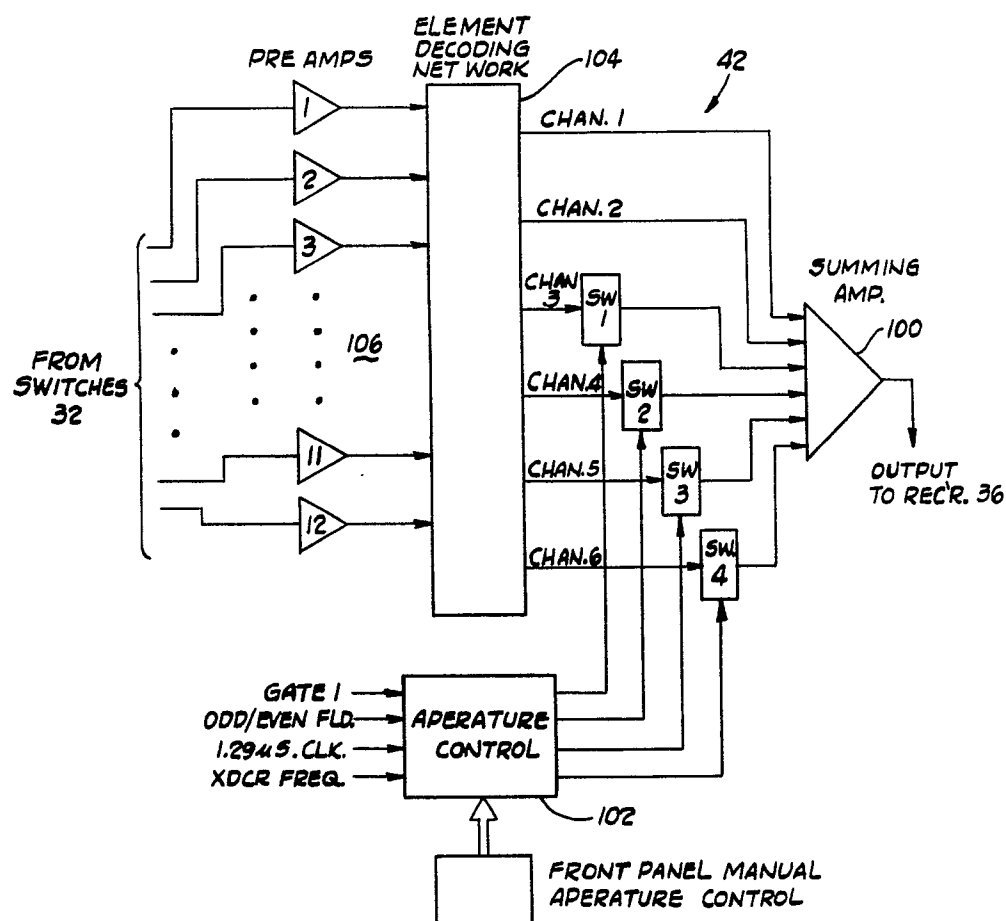 ELEMENT
DECODING
NET WORK
PRE AMPS
104
42
1
CHAN. 1
2
CHAN. 2
3
CHAN
3
SW
1
SUMMING
AMP.
100
106
FROM
SWITCHES
32
CHAN.4
SW
2
11
CHAN.5
SW
3
OUTPUT
TO REC'R. 36
12
CHAN.6
SW.
4
GATE 1
ODD/EVEN FLD.
1.29µS. CLK.
XDCR FREQ.
APERATURE
CONTROL
102
FRONT PANEL MANUAL
APERATURE CONTROL